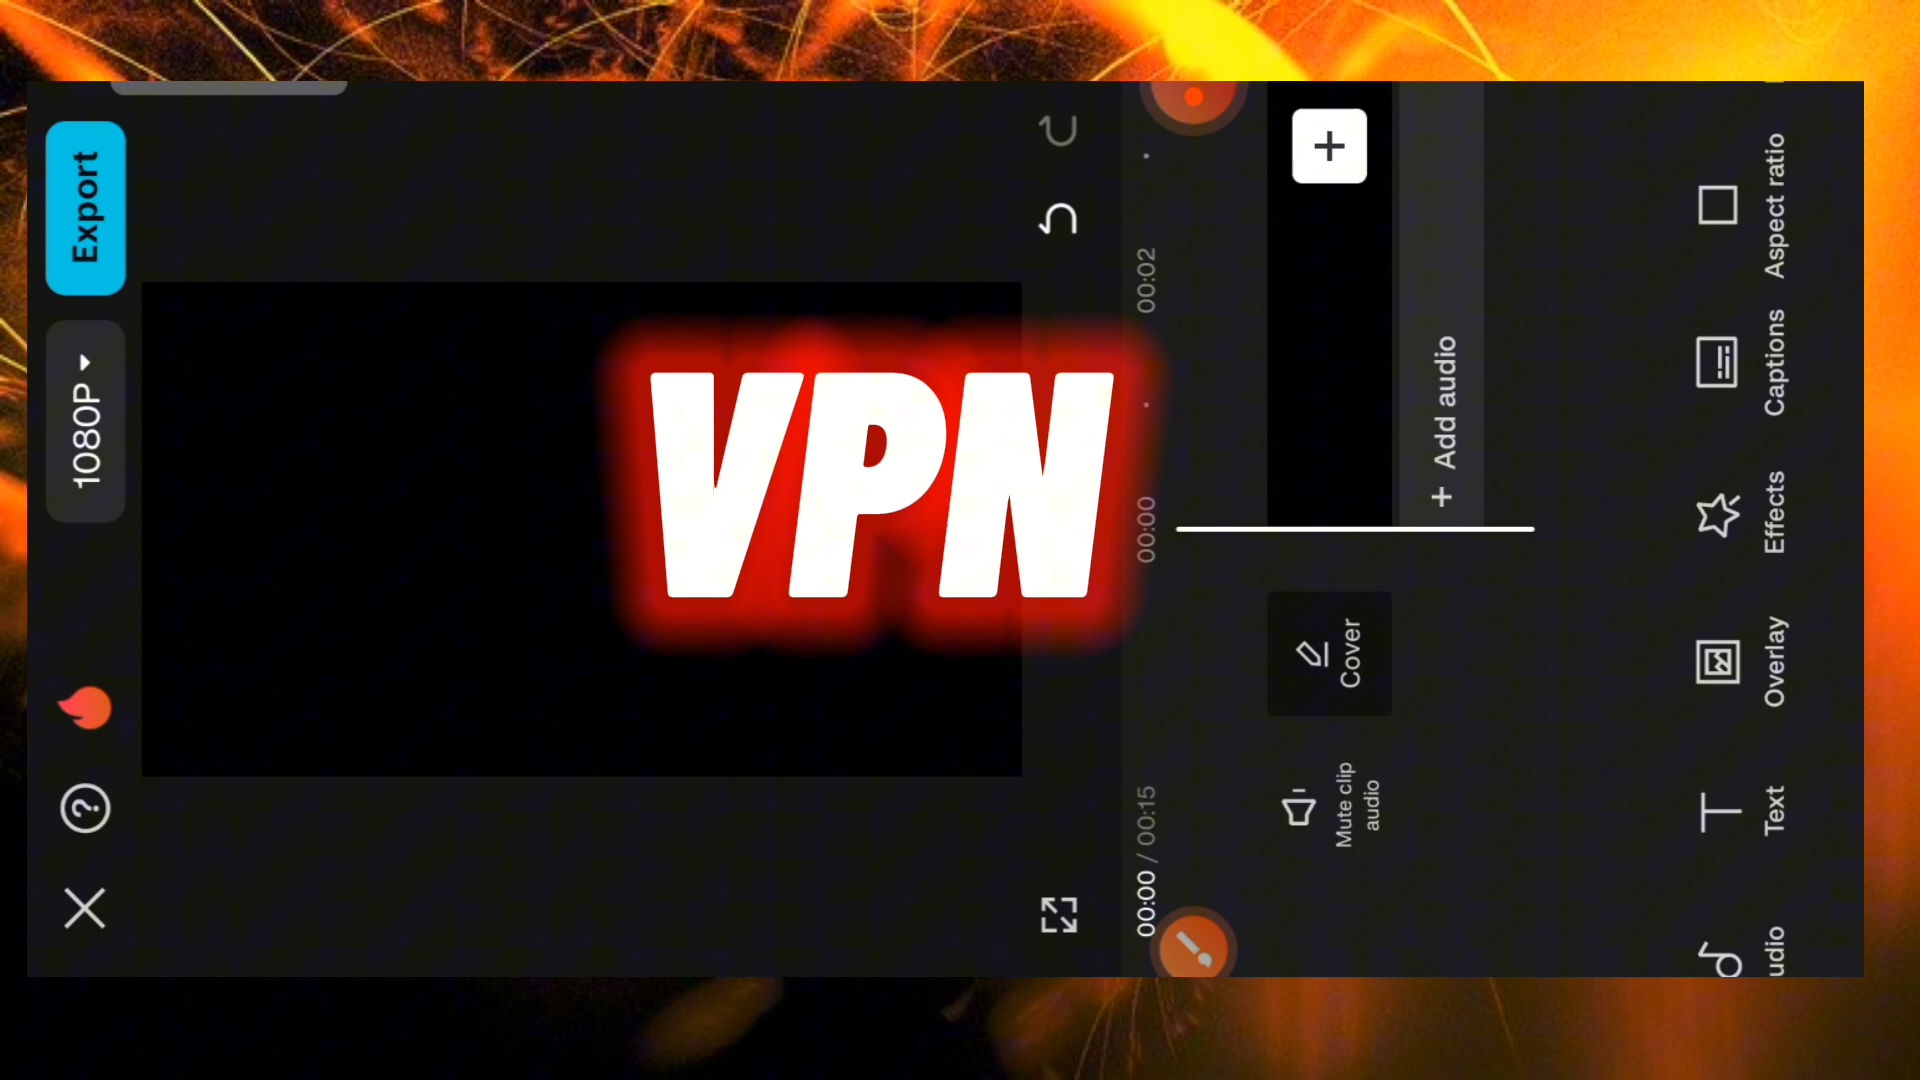 VPN
Export
1080P
00:00 / 00:15
00:00
00:02
Mute clip
audio
Cover
+ Add audio
udio
Text
Overlay
Effects
Captions
Aspect ratio